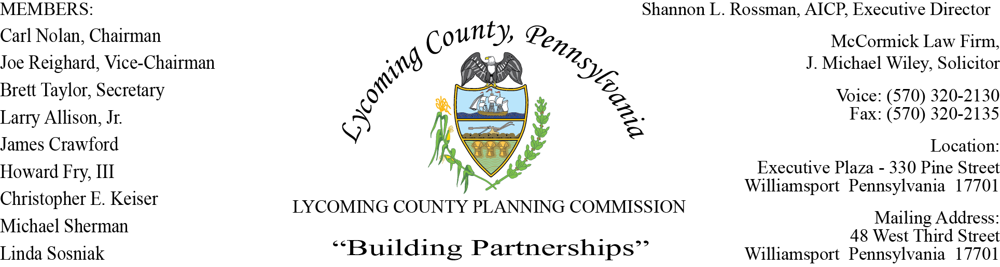 MEMBERS:
Carl Nolan, Chairman
Joe Reighard, Vice-Chairman
Brett Taylor, Secretary
Larry Allison, Jr.
James Crawford
Howard Fry, III
Christopher E. Keiser
Michael Sherman
Linda Sosniak
Lycoming County, Pennsylvania
LYCOMING COUNTY PLANNING COMMISSION
“Building Partnerships”
Shannon L. Rossman, AICP, Executive Director
McCormick Law Firm,
J. Michael Wiley, Solicitor
Voice: (570) 320-2130
Fax: (570) 320-2135
Location:
Executive Plaza - 330 Pine Street
Williamsport Pennsylvania 17701
Mailing Address:
48 West Third Street
Williamsport Pennsylvania 17701